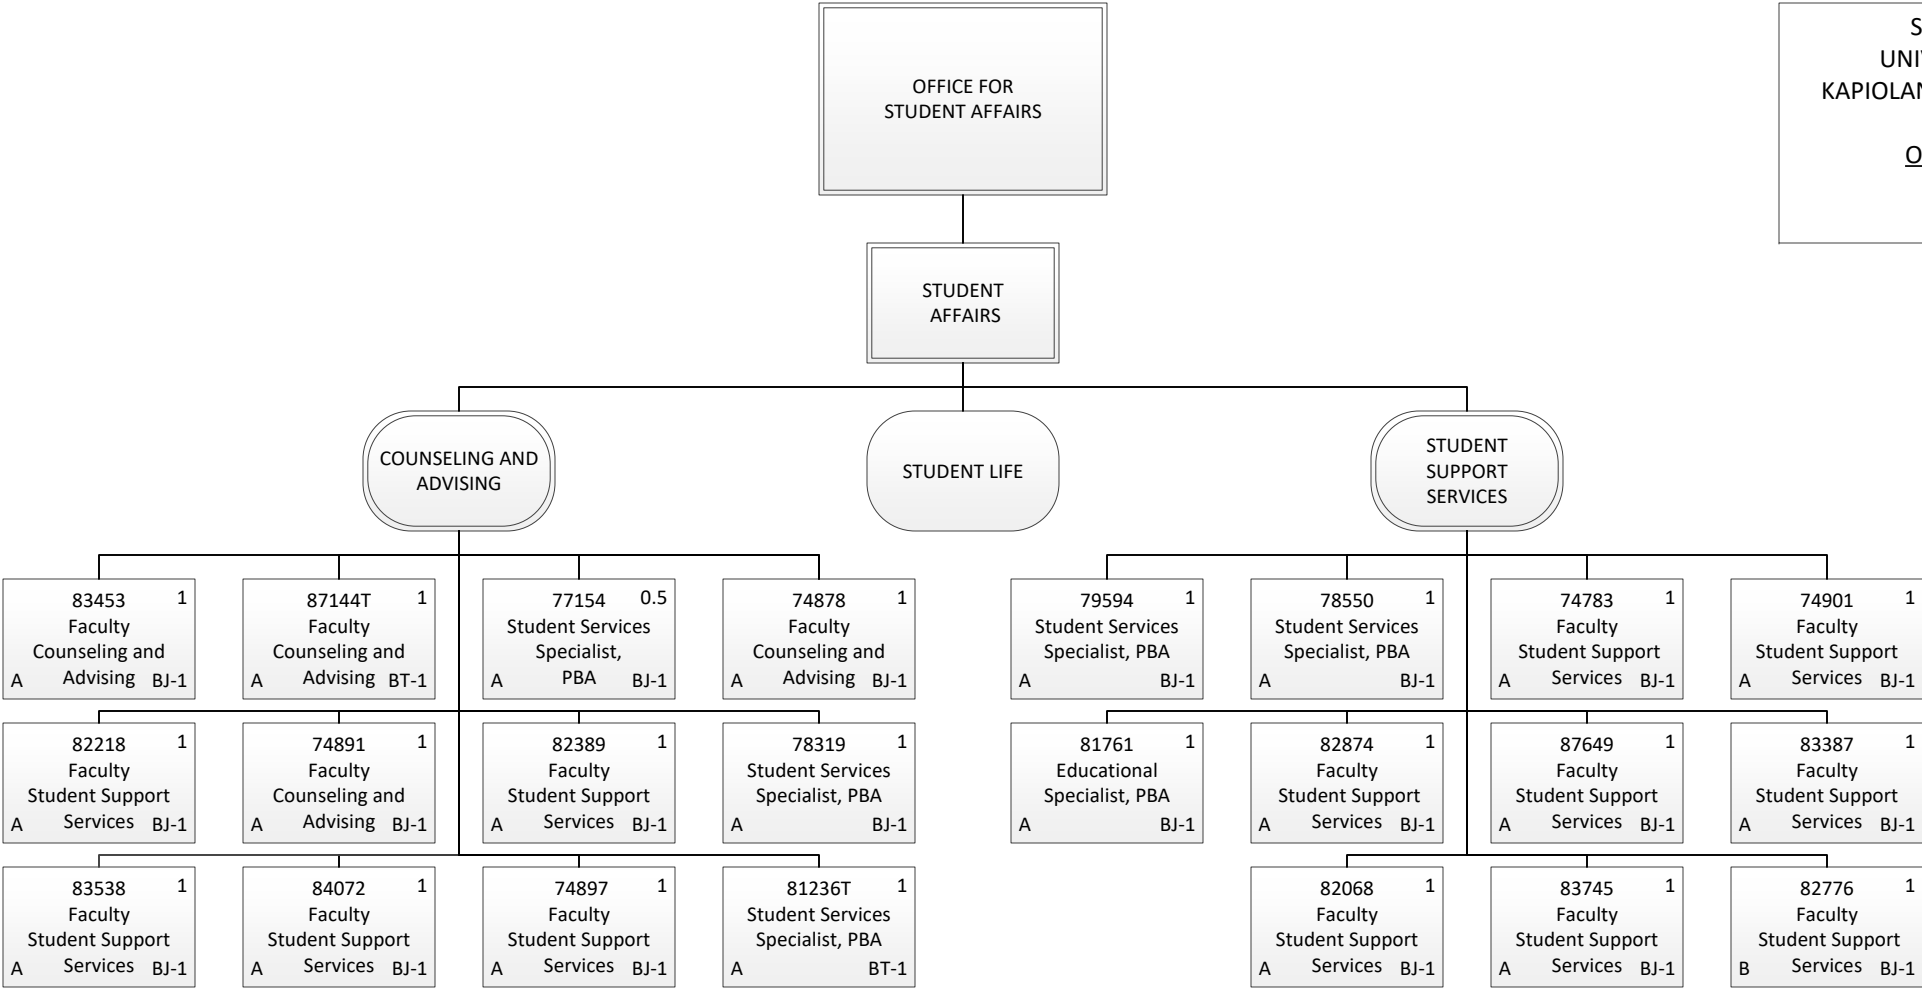 OFFICE FOR
STUDENT AFFAIRS
STUDENT
AFFAIRS
COUNSELING AND
ADVISING
STUDENT LIFE
STUDENT
SUPPORT
SERVICES
83453 1
Faculty
Counseling and
A Advising BJ-1
87144T 1
Faculty
Counseling and
A Advising BT-1
77154 0.5
Student Services
Specialist,
A PBA BJ-1
74878 1
Faculty
Counseling and
A Advising BJ-1
79594 1
Student Services
Specialist, PBA
A BJ-1
78550 1
Student Services
Specialist, PBA
A BJ-1
74783 1
Faculty
Student Support
A Services BJ-1
74901 1
Faculty
Student Support
A Services BJ-1
82218 1
Faculty
Student Support
A Services BJ-1
74891 1
Faculty
Counseling and
A Advising BJ-1
82389 1
Faculty
Student Support
A Services BJ-1
78319 1
Student Services
Specialist, PBA
A BJ-1
81761 1
Educational
Specialist, PBA
A BJ-1
82874 1
Faculty
Student Support
A Services BJ-1
87649 1
Faculty
Student Support
A Services BJ-1
83387 1
Faculty
Student Support
A Services BJ-1
83538 1
Faculty
Student Support
A Services BJ-1
84072 1
Faculty
Student Support
A Services BJ-1
74897 1
Faculty
Student Support
A Services BJ-1
81236T 1
Student Services
Specialist, PBA
A BT-1
82068 1
Faculty
Student Support
A Services BJ-1
83745 1
Faculty
Student Support
A Services BJ-1
82776 1
Faculty
Student Support
B Services BJ-1